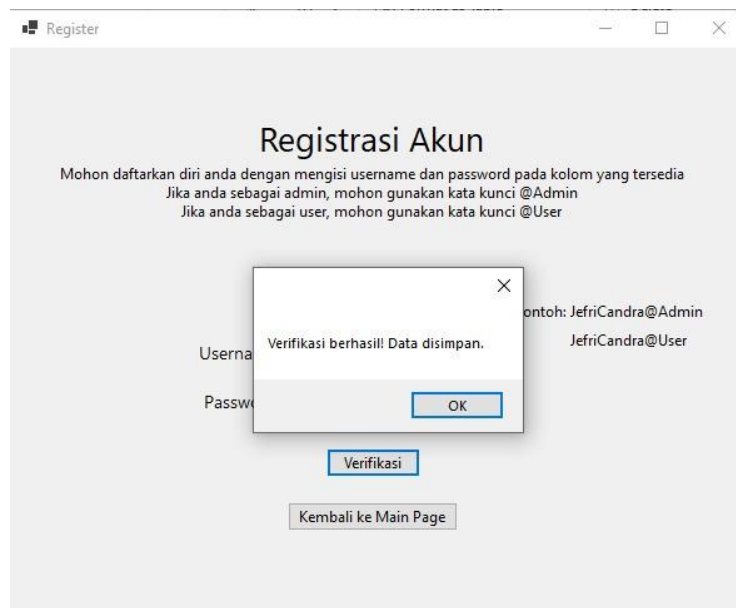 Register
Registrasi Akun
Mohon daftarkan diri anda dengan mengisi username dan password pada kolom yang tersedia
Jika anda sebagai admin, mohon gunakan kata kunci @Admin
Jika anda sebagai user, mohon gunakan kata kunci @User
ontoh: JefriCandra@Admin
JefriCandra@User
Userna
Verifikasi berhasil! Data disimpan.
Passw
OK
Verifikasi
Kembali ke Main Page